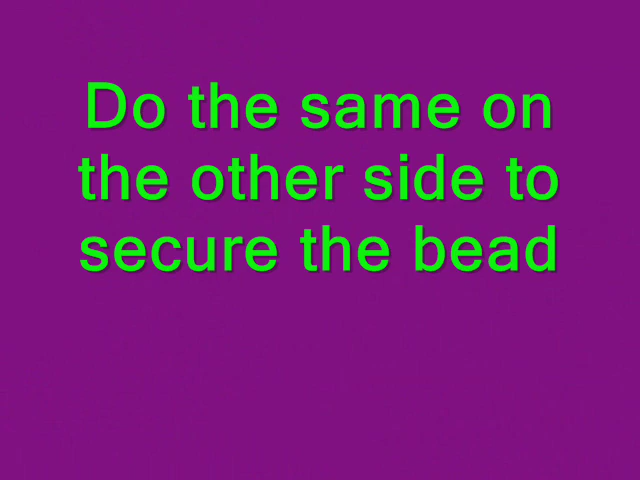 Do the same on
the other side to
secure the bead